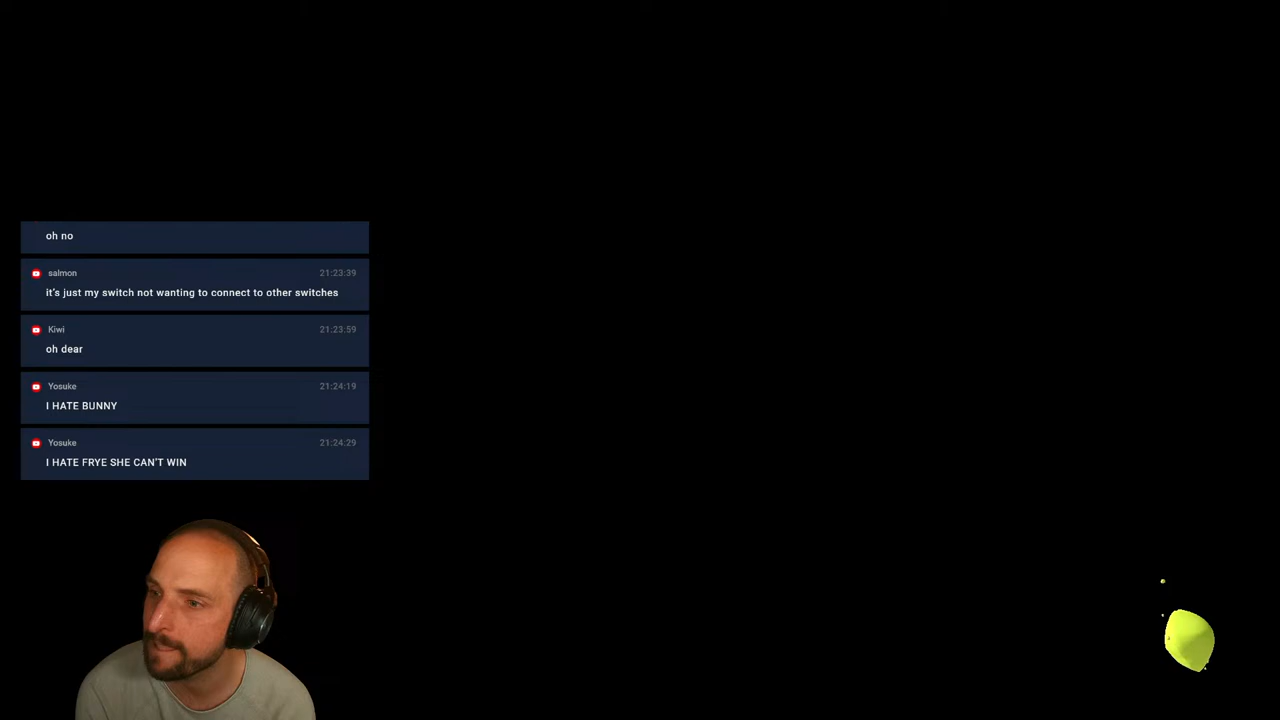 oh no
salmon 21:23:39
it's just my switch not wanting to connect to other switches
Kiwi 21:23:59
oh dear
Yosuke 21:24:19
I HATE BUNNY
Yosuke 21:24:29
I HATE FRYE SHE CAN'T WIN